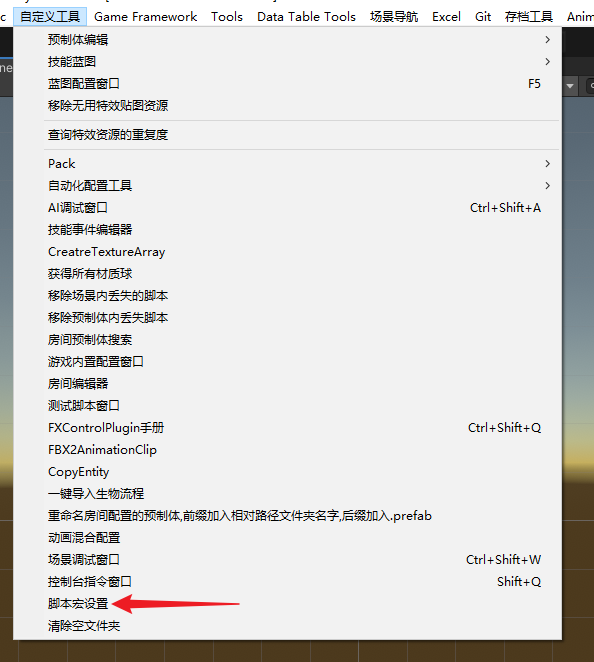 c 自定义工具 Game Framework Tools Data Table Tools 场景导航 Excel Git 存档工具 Anim
ne
预制体编辑
技能蓝图
蓝图配置窗口 F5
移除无用特效贴图资源
查询特效资源的重复度
Pack
自动化配置工具
AI调试窗口 Ctrl+Shift+A
技能事件编辑器
CreatreTextureArray
获得所有材质球
移除场景内丢失的脚本
移除预制体内丢失脚本
房间预制体搜索
游戏内置配置窗口
房间编辑器
测试脚本窗口
FXControlPlugin手册 Ctrl+Shift+Q
FBX2AnimationClip
CopyEntity
一键导入生物流程
重命名房间配置的预制体,前缀加入相对路径文件夹名字,后缀加入.prefab
动画混合配置
场景调试窗口 Ctrl+Shift+W
控制台指令窗口 Shift+Q
脚本宏设置
清除空文件夹